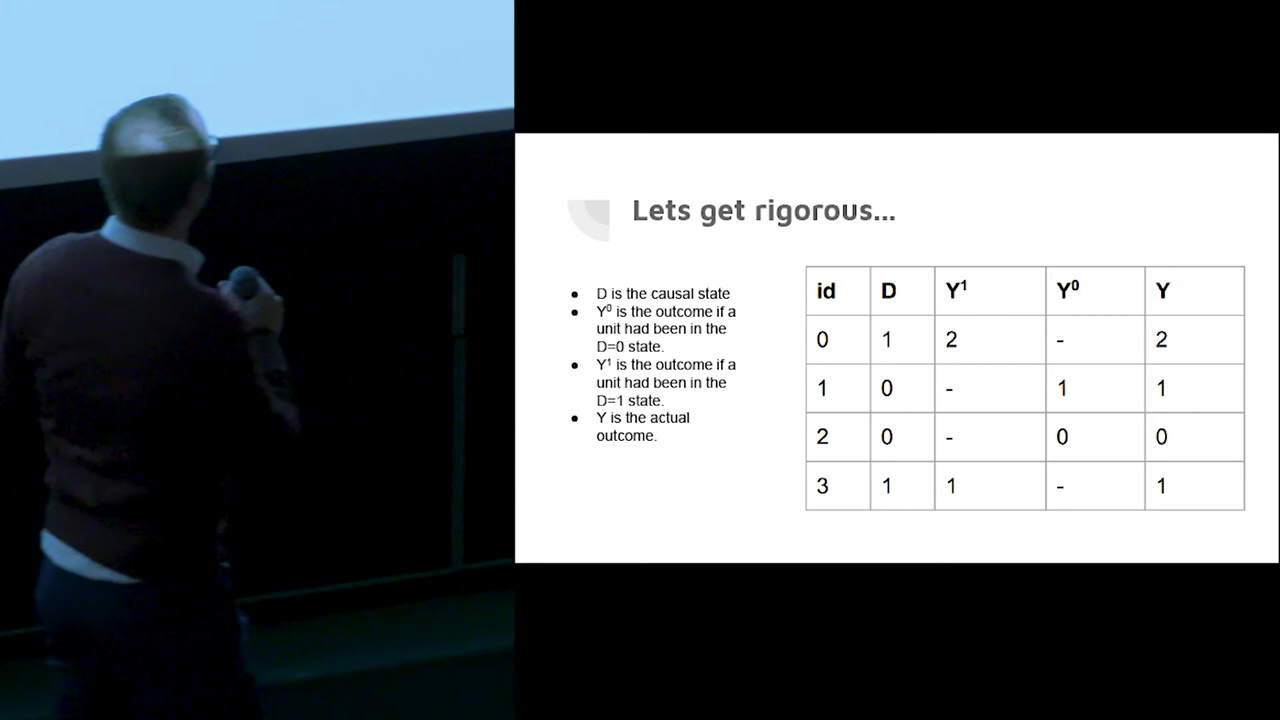 Lets get rigorous...
D is the causal state
Y⁰ is the outcome if a
unit had been in the
D=0 state.
Y¹ is the outcome if a
unit had been in the
D=1 state.
Y is the actual
outcome.
id D Y¹ Y⁰ Y
0 1 2 - 2
1 0 - 1 1
2 0 - 0 0
3 1 1 - 1